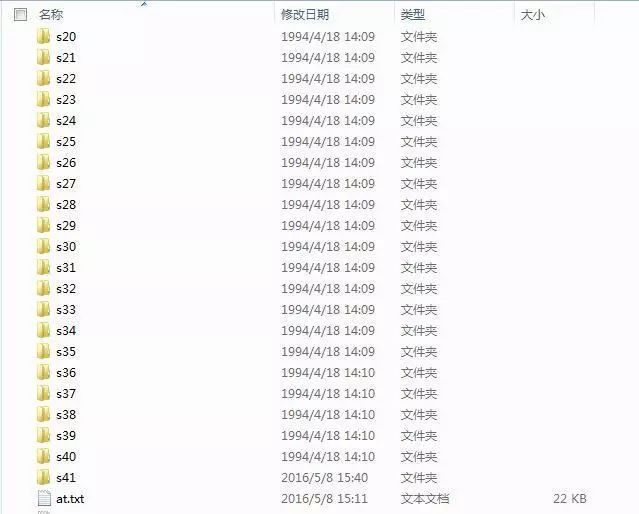 名称 修改日期 类型 大小
s20 1994/4/18 14:09 文件夹
s21 1994/4/18 14:09 文件夹
s22 1994/4/18 14:09 文件夹
s23 1994/4/18 14:09 文件夹
s24 1994/4/18 14:09 文件夹
s25 1994/4/18 14:09 文件夹
s26 1994/4/18 14:09 文件夹
s27 1994/4/18 14:09 文件夹
s28 1994/4/18 14:09 文件夹
s29 1994/4/18 14:09 文件夹
s30 1994/4/18 14:09 文件夹
s31 1994/4/18 14:09 文件夹
s32 1994/4/18 14:09 文件夹
s33 1994/4/18 14:09 文件夹
s34 1994/4/18 14:09 文件夹
s35 1994/4/18 14:09 文件夹
s36 1994/4/18 14:10 文件夹
s37 1994/4/18 14:10 文件夹
s38 1994/4/18 14:10 文件夹
s39 1994/4/18 14:10 文件夹
s40 1994/4/18 14:10 文件夹
s41 2016/5/8 15:40 文件夹
at.txt 2016/5/8 15:11 文本文档 22 KB